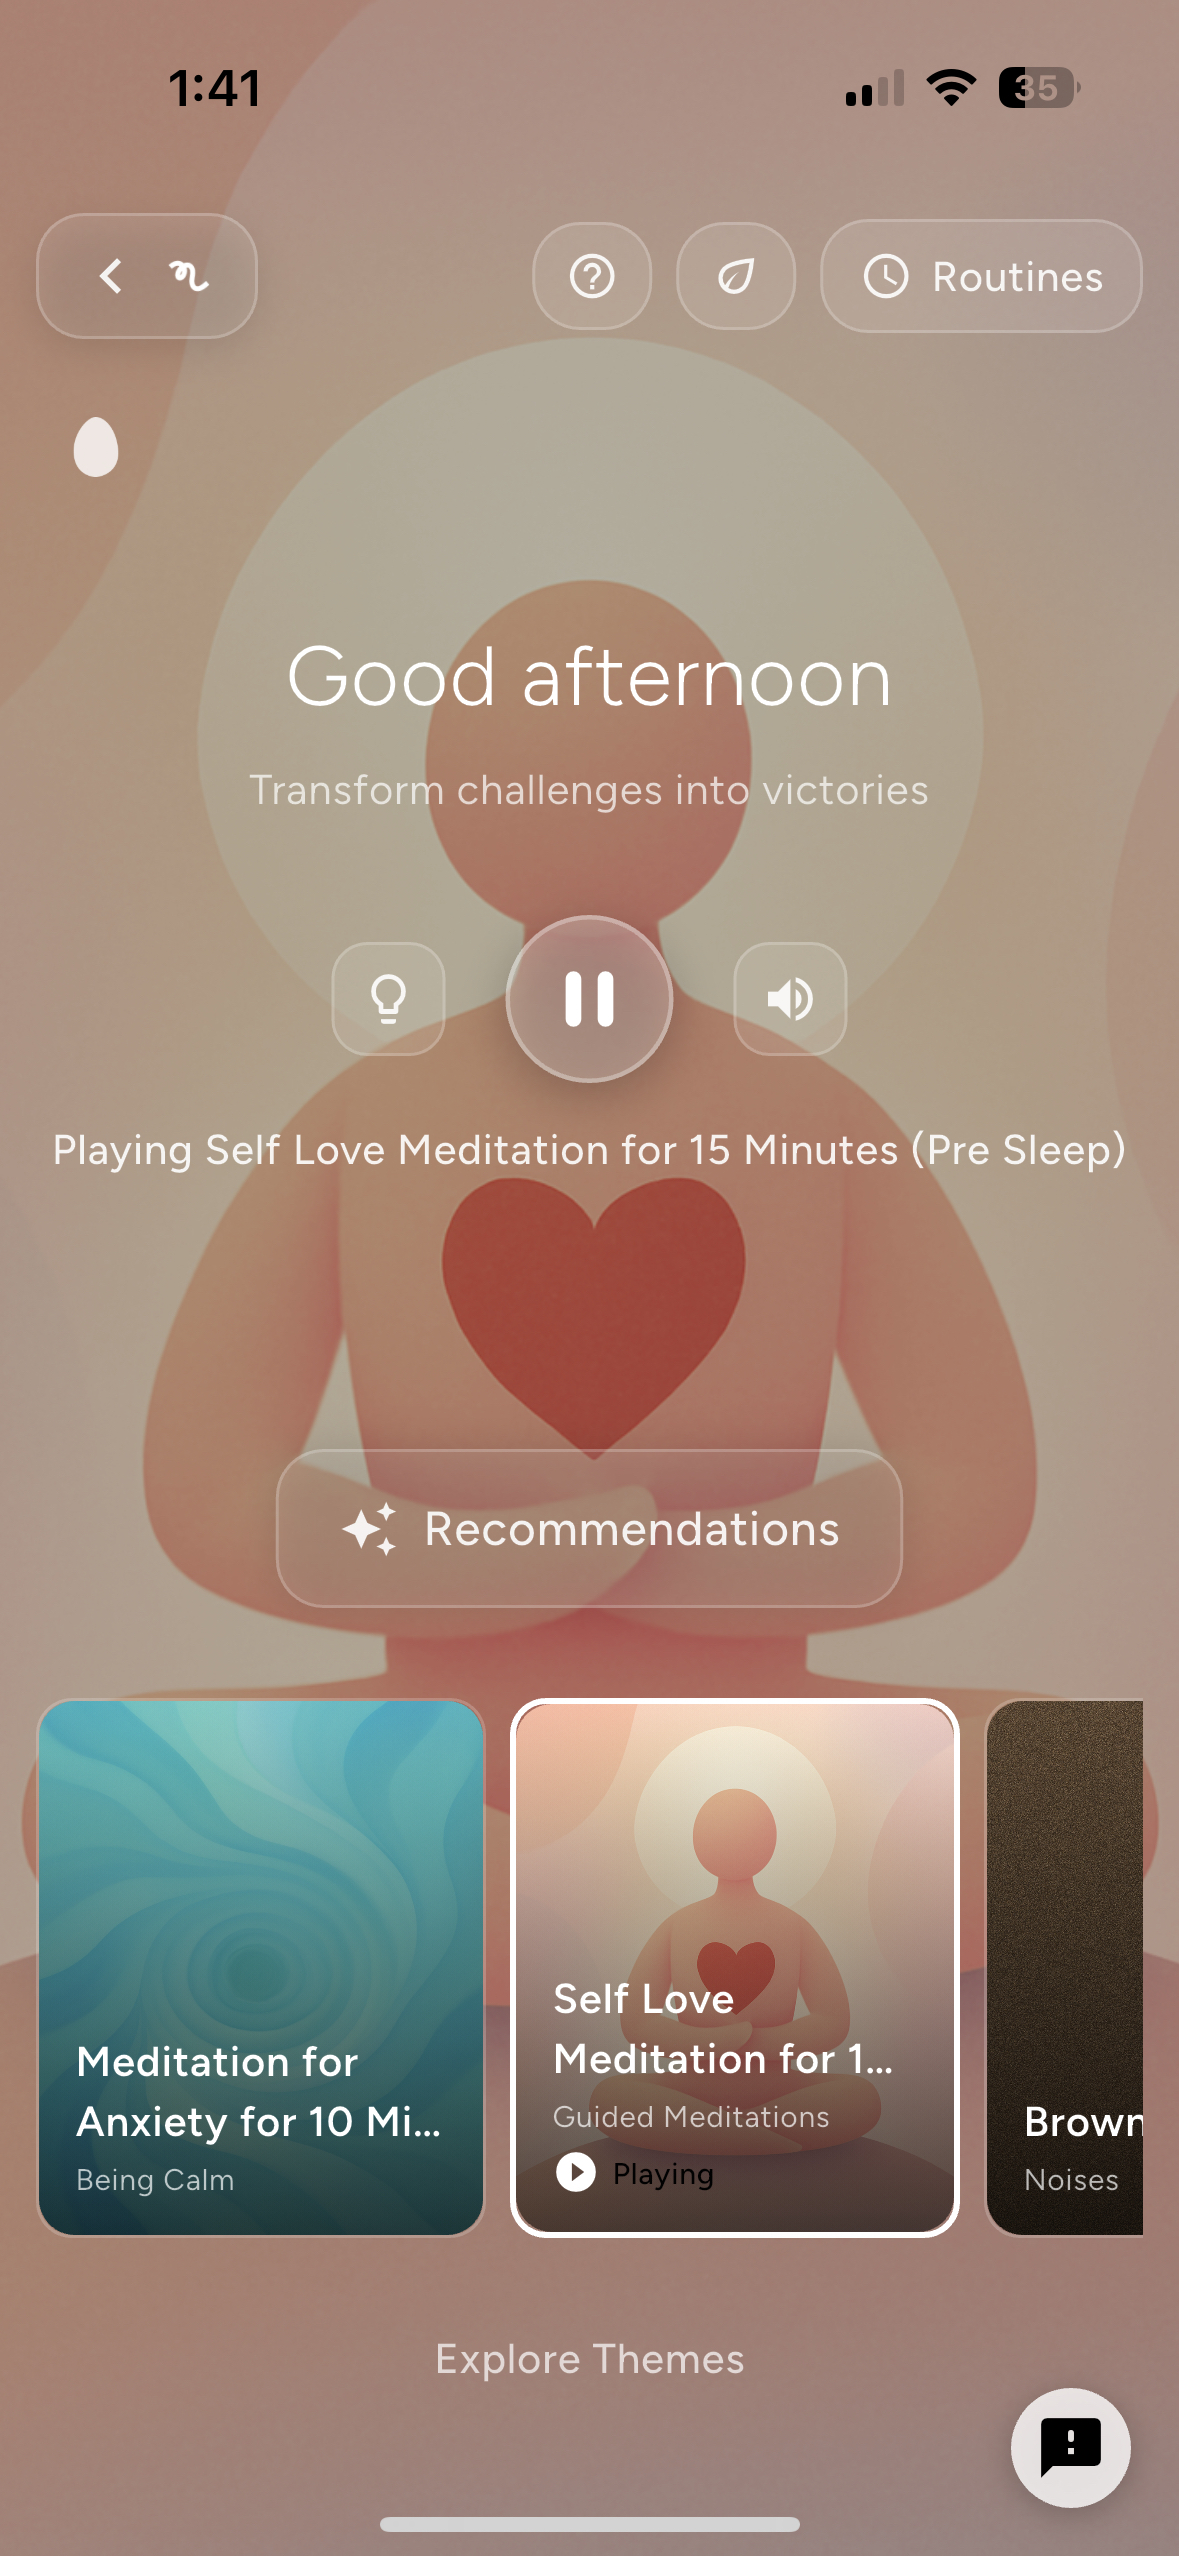 1:41
35
Routines
Good afternoon
Transform challenges into victories
Playing Self Love Meditation for 15 Minutes (Pre Sleep)
Recommendations
Meditation for
Anxiety for 10 Mi...
Being Calm
Self Love
Meditation for 1...
Guided Meditations
Playing
Brown
Noises
Explore Themes